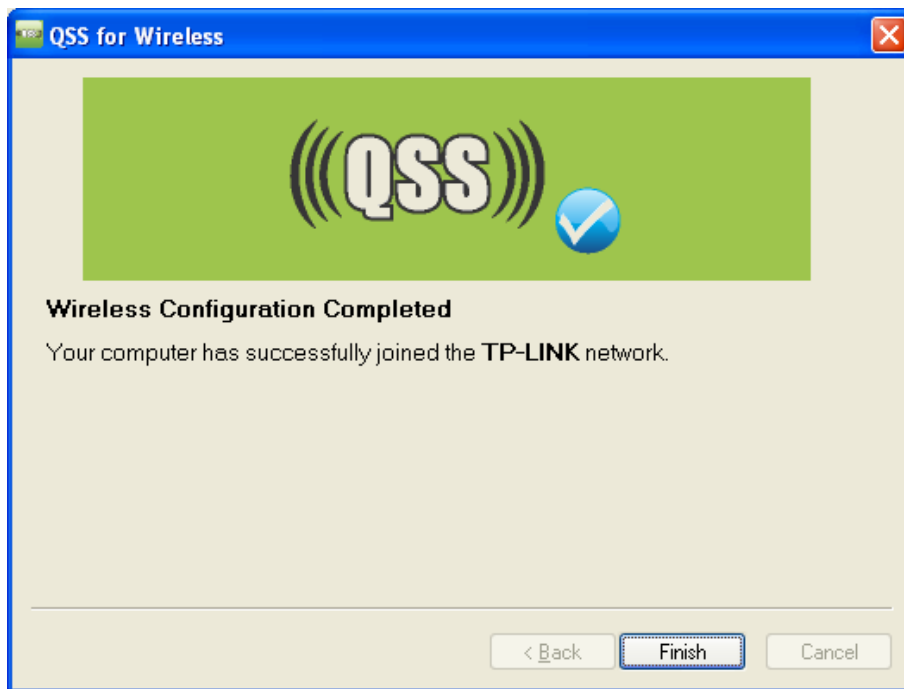 QSS for Wireless
(((QSS)))
Wireless Configuration Completed
Your computer has successfully joined the TP-LINK network.
< Back Finish Cancel